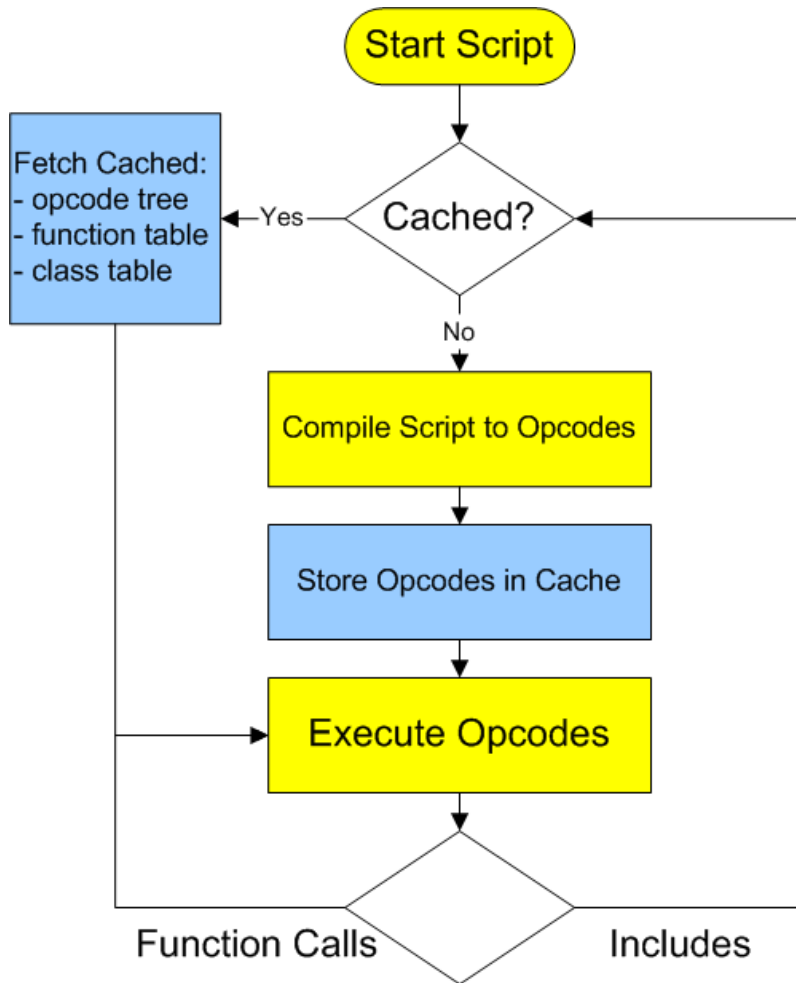 Start Script
Fetch Cached:
- opcode tree
- function table
- class table
Yes
Cached?
No
Compile Script to Opcodes
Store Opcodes in Cache
Execute Opcodes
Function Calls
Includes